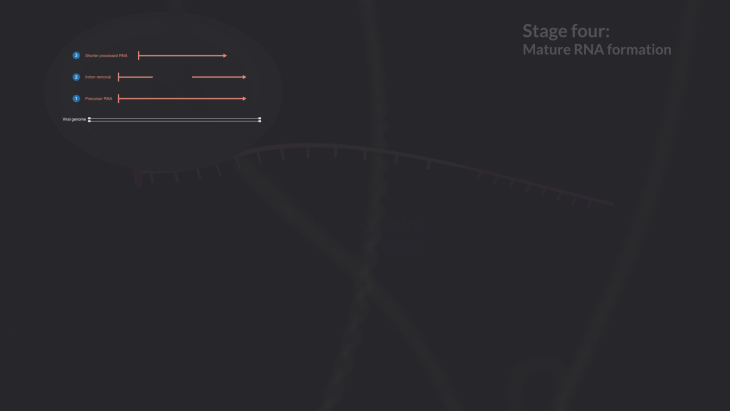 Stage four:
Mature RNA formation
3 Shorter processed RNA
2 Intron removal
1 Precursor RNA
Viral genome